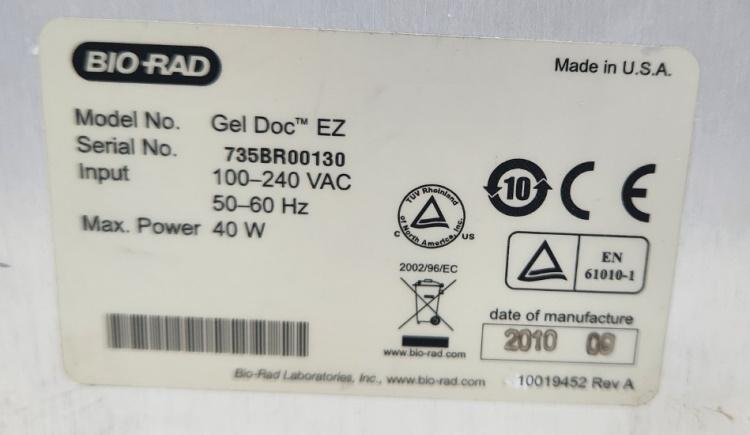 BIO-RAD
Made in U.S.A.
Model No. Gel Doc™ EZ
Serial No. 735BR00130
Input 100–240 VAC
50–60 Hz
Max. Power 40 W
TUV Rheinland
of North America, Inc.
C US
10
CE
EN
61010-1
2002/96/EC
www.bio-rad.com
date of manufacture
2010 09
Bio-Rad Laboratories, Inc., www.bio-rad.com
10019452 Rev A